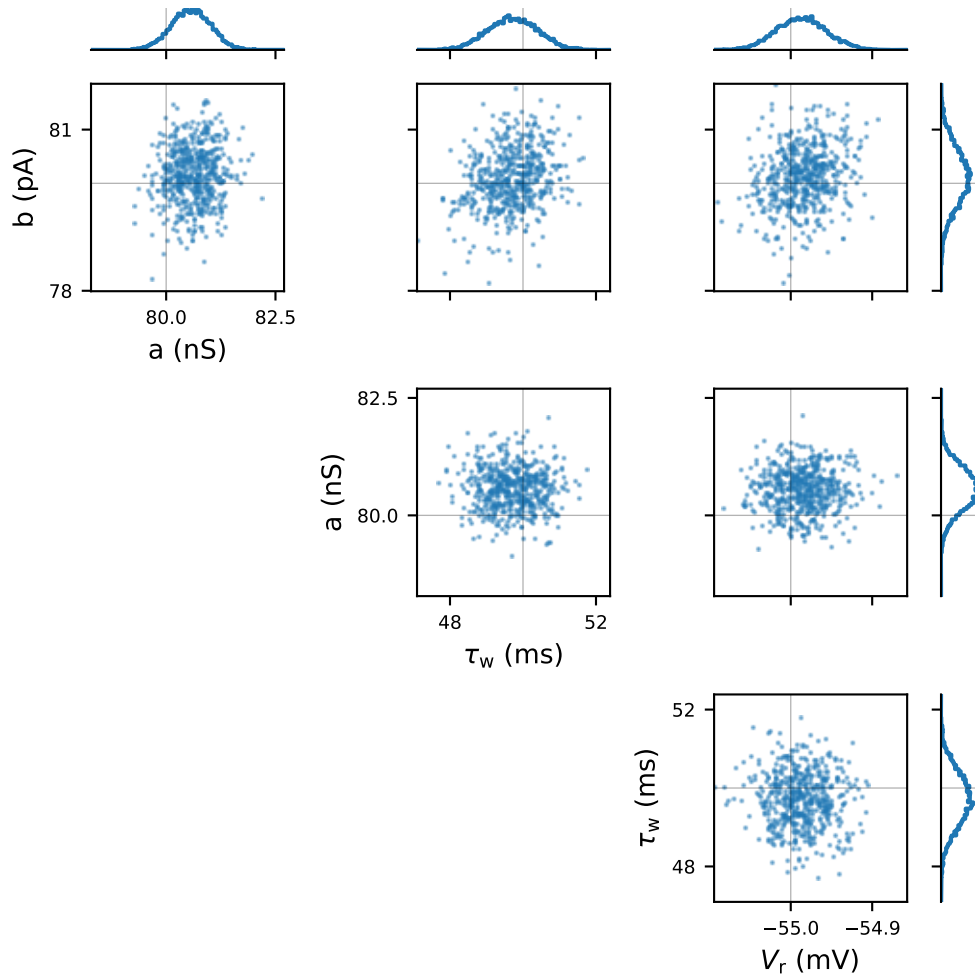 81
b (pA)
78
80.0 82.5
a (nS)
82.5
a (nS)
80.0
48 52
τw (ms)
52
τw (ms)
48
−55.0 −54.9
Vr (mV)